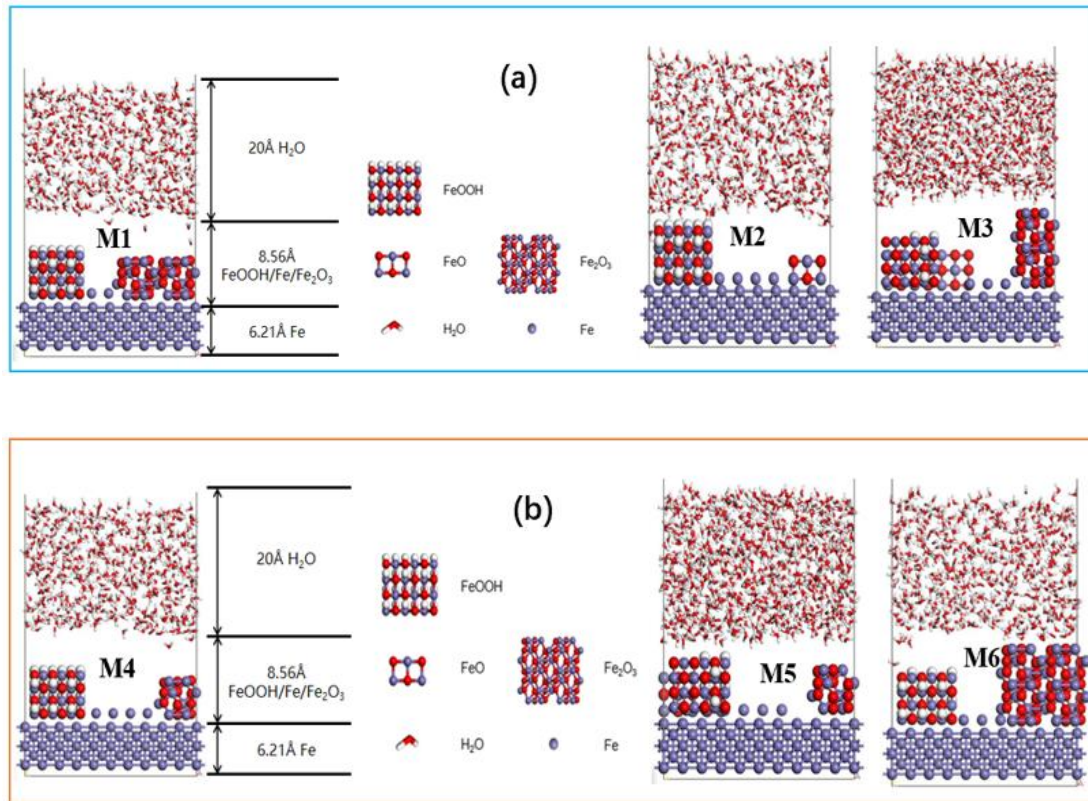 (a)
20Å H₂O
M1
8.56Å
FeOOH/Fe/Fe₂O₃
6.21Å Fe
FeOOH
FeO
Fe₂O₃
H₂O
Fe
M2
M3
(b)
20Å H₂O
M4
8.56Å
FeOOH/Fe/Fe₂O₃
6.21Å Fe
FeOOH
FeO
Fe₂O₃
H₂O
Fe
M5
M6